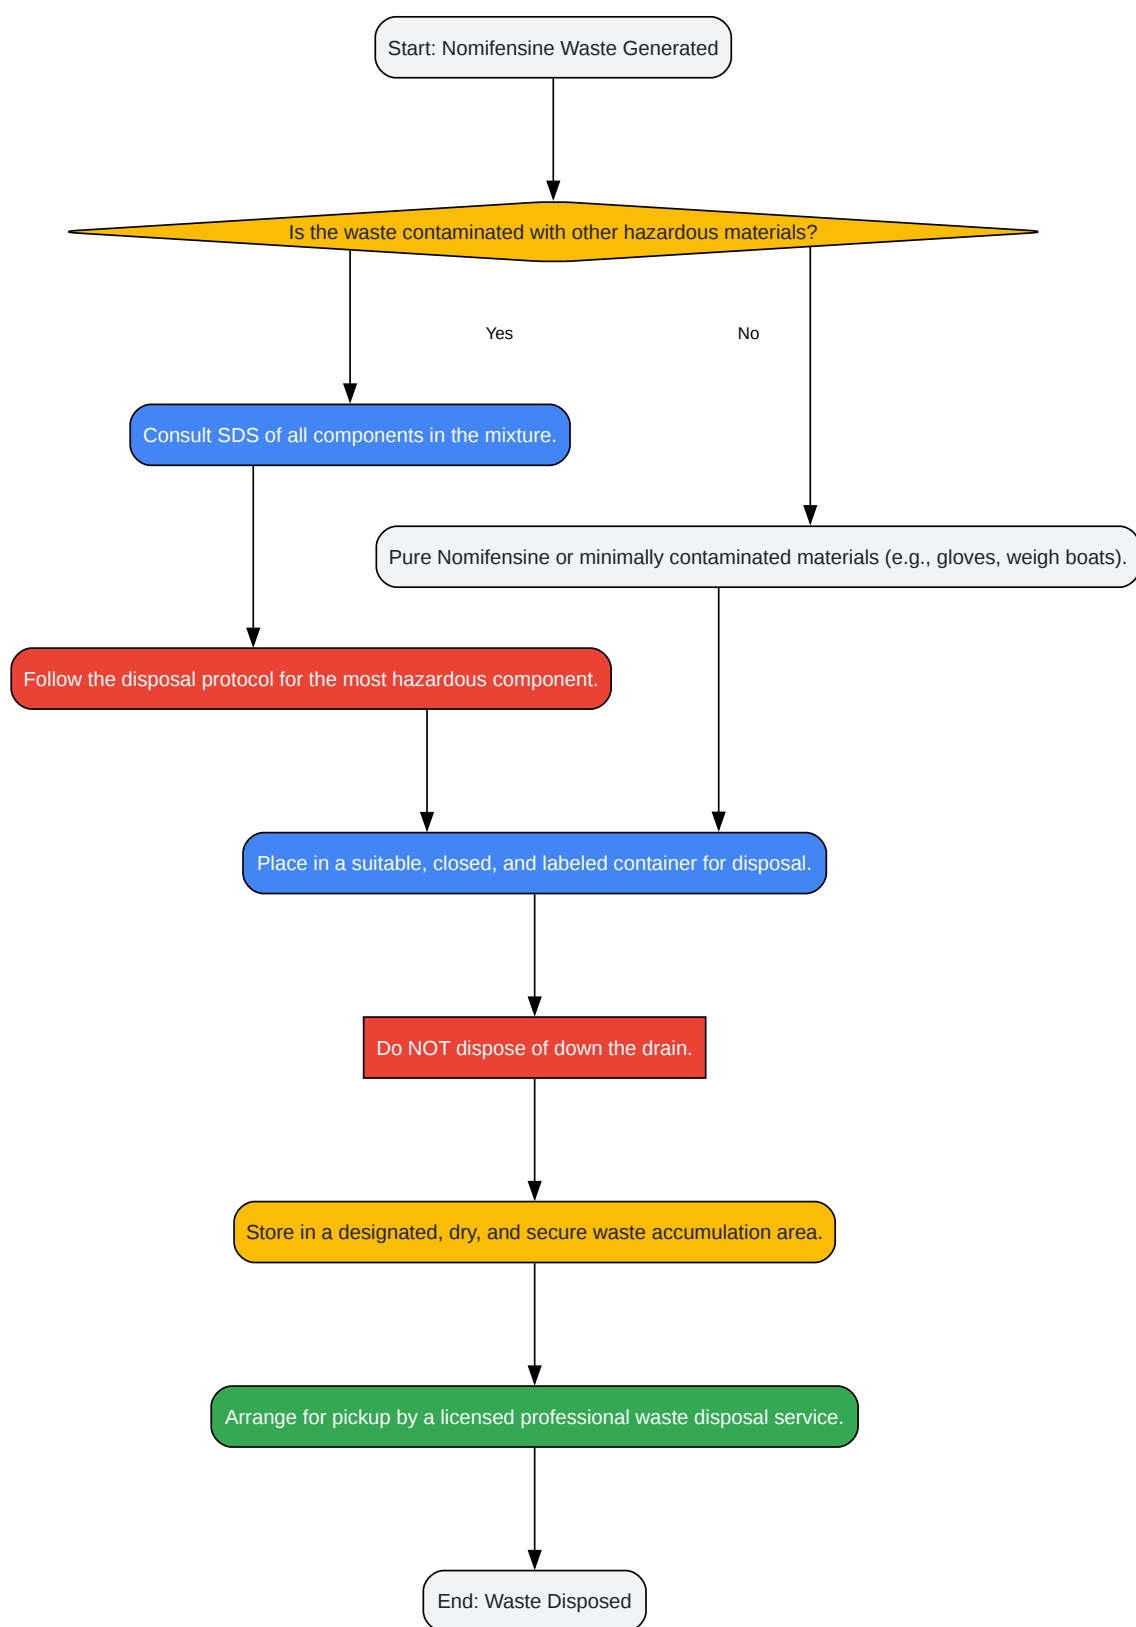 Start: Nomifensine Waste Generated
Is the waste contaminated with other hazardous materials?
Yes
No
Consult SDS of all components in the mixture.
Pure Nomifensine or minimally contaminated materials (e.g., gloves, weigh boats).
Follow the disposal protocol for the most hazardous component.
Place in a suitable, closed, and labeled container for disposal.
Do NOT dispose of down the drain.
Store in a designated, dry, and secure waste accumulation area.
Arrange for pickup by a licensed professional waste disposal service.
End: Waste Disposed